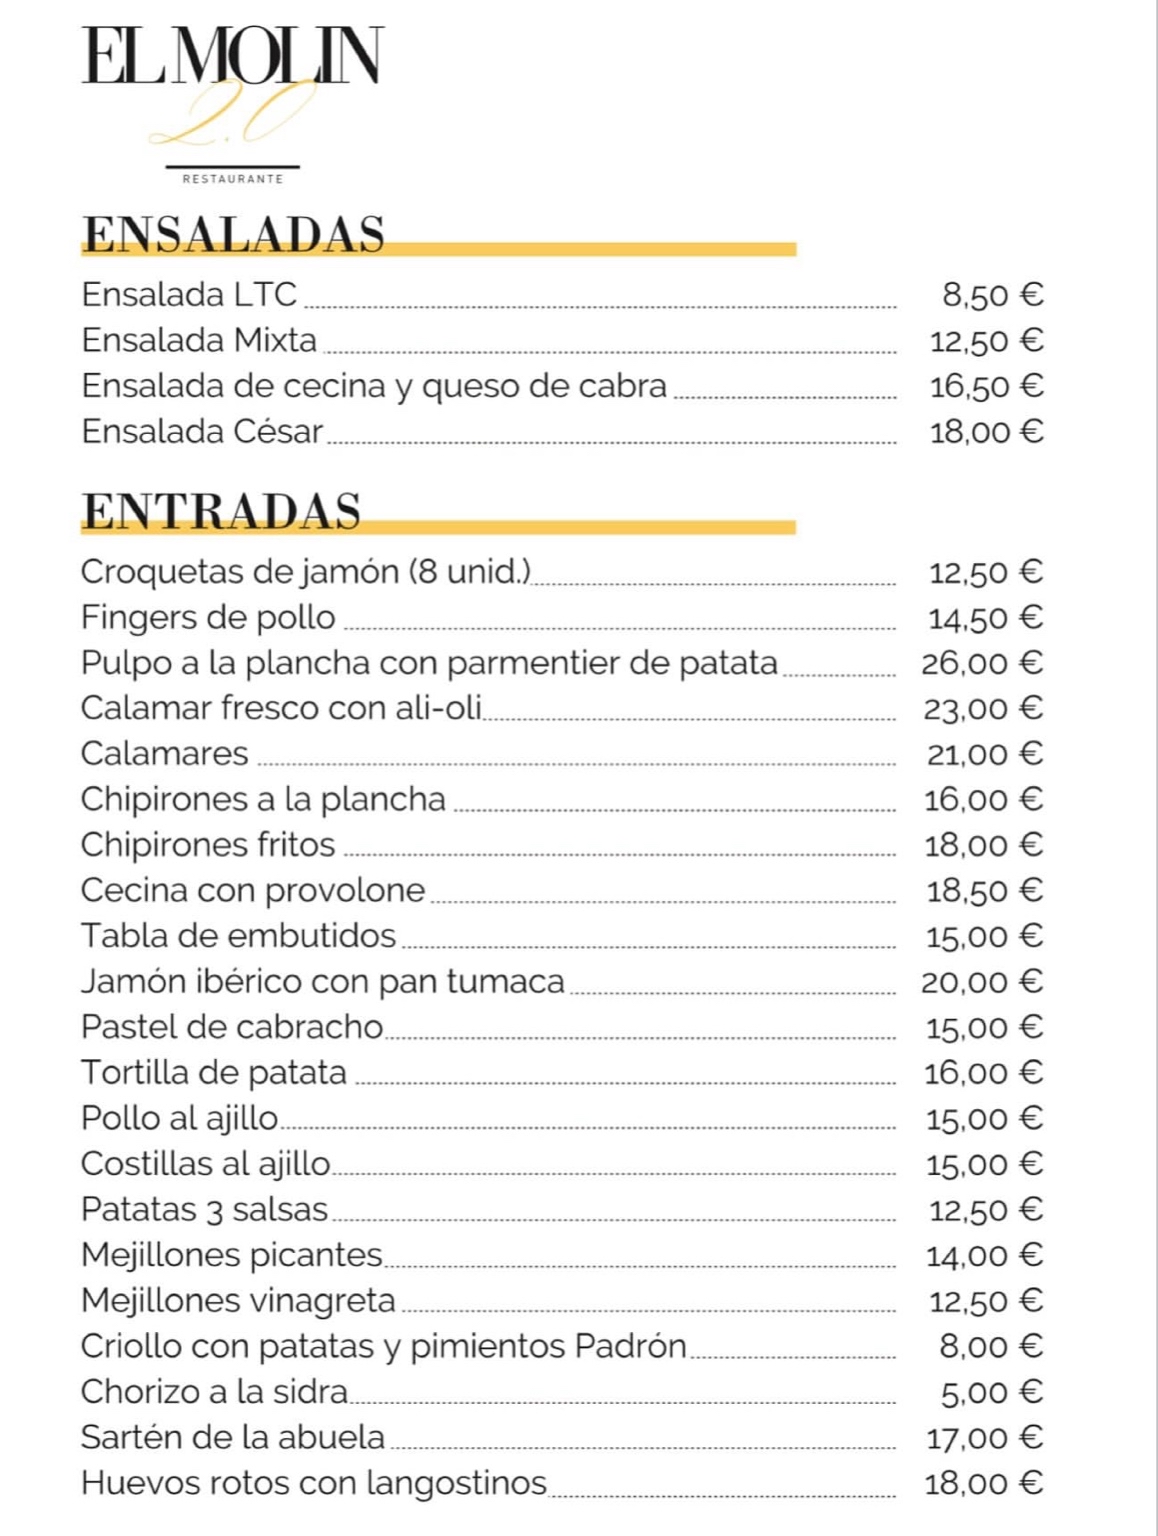 EL MOLIN
2.0
RESTAURANTE
ENSALADAS
Ensalada LTC 8,50 €
Ensalada Mixta 12,50 €
Ensalada de cecina y queso de cabra 16,50 €
Ensalada César 18,00 €
ENTRADAS
Croquetas de jamón (8 unid.) 12,50 €
Fingers de pollo 14,50 €
Pulpo a la plancha con parmentier de patata 26,00 €
Calamar fresco con ali-oli 23,00 €
Calamares 21,00 €
Chipirones a la plancha 16,00 €
Chipirones fritos 18,00 €
Cecina con provolone 18,50 €
Tabla de embutidos 15,00 €
Jamón ibérico con pan tumaca 20,00 €
Pastel de cabracho 15,00 €
Tortilla de patata 16,00 €
Pollo al ajillo 15,00 €
Costillas al ajillo 15,00 €
Patatas 3 salsas 12,50 €
Mejillones picantes 14,00 €
Mejillones vinagreta 12,50 €
Criollo con patatas y pimientos Padrón 8,00 €
Chorizo a la sidra 5,00 €
Sartén de la abuela 17,00 €
Huevos rotos con langostinos 18,00 €